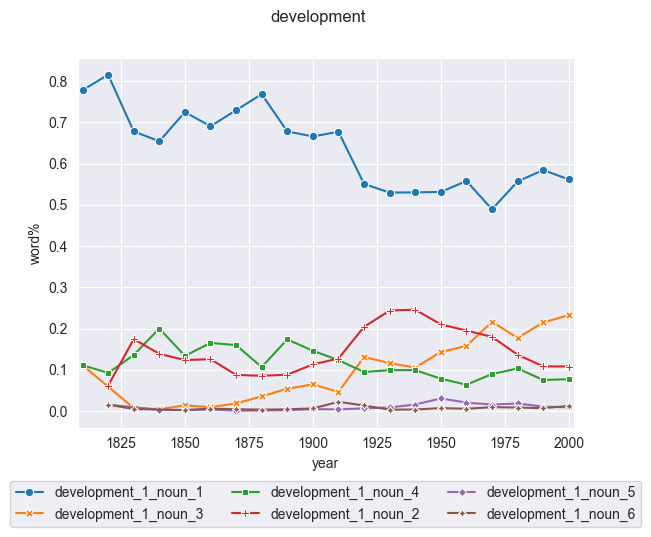 development
0.8
0.7
0.6
0.5
0.4
0.3
0.2
0.1
0.0
word%
1825 1850 1875 1900 1925 1950 1975 2000
year
development_1_noun_1 development_1_noun_4 development_1_noun_5
development_1_noun_3 development_1_noun_2 development_1_noun_6